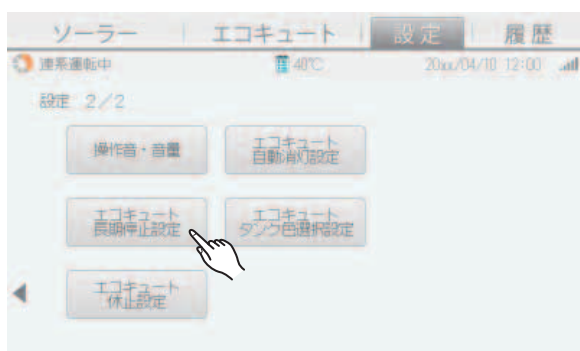 ソーラー エコキュート 設定 履歴
連系運転中 40℃ 20xx/04/10 12:00
設定 2/2
操作音・音量
エコキュート
自動消灯設定
エコキュート
長期停止設定
エコキュート
タンク色選択設定
エコキュート
休止設定